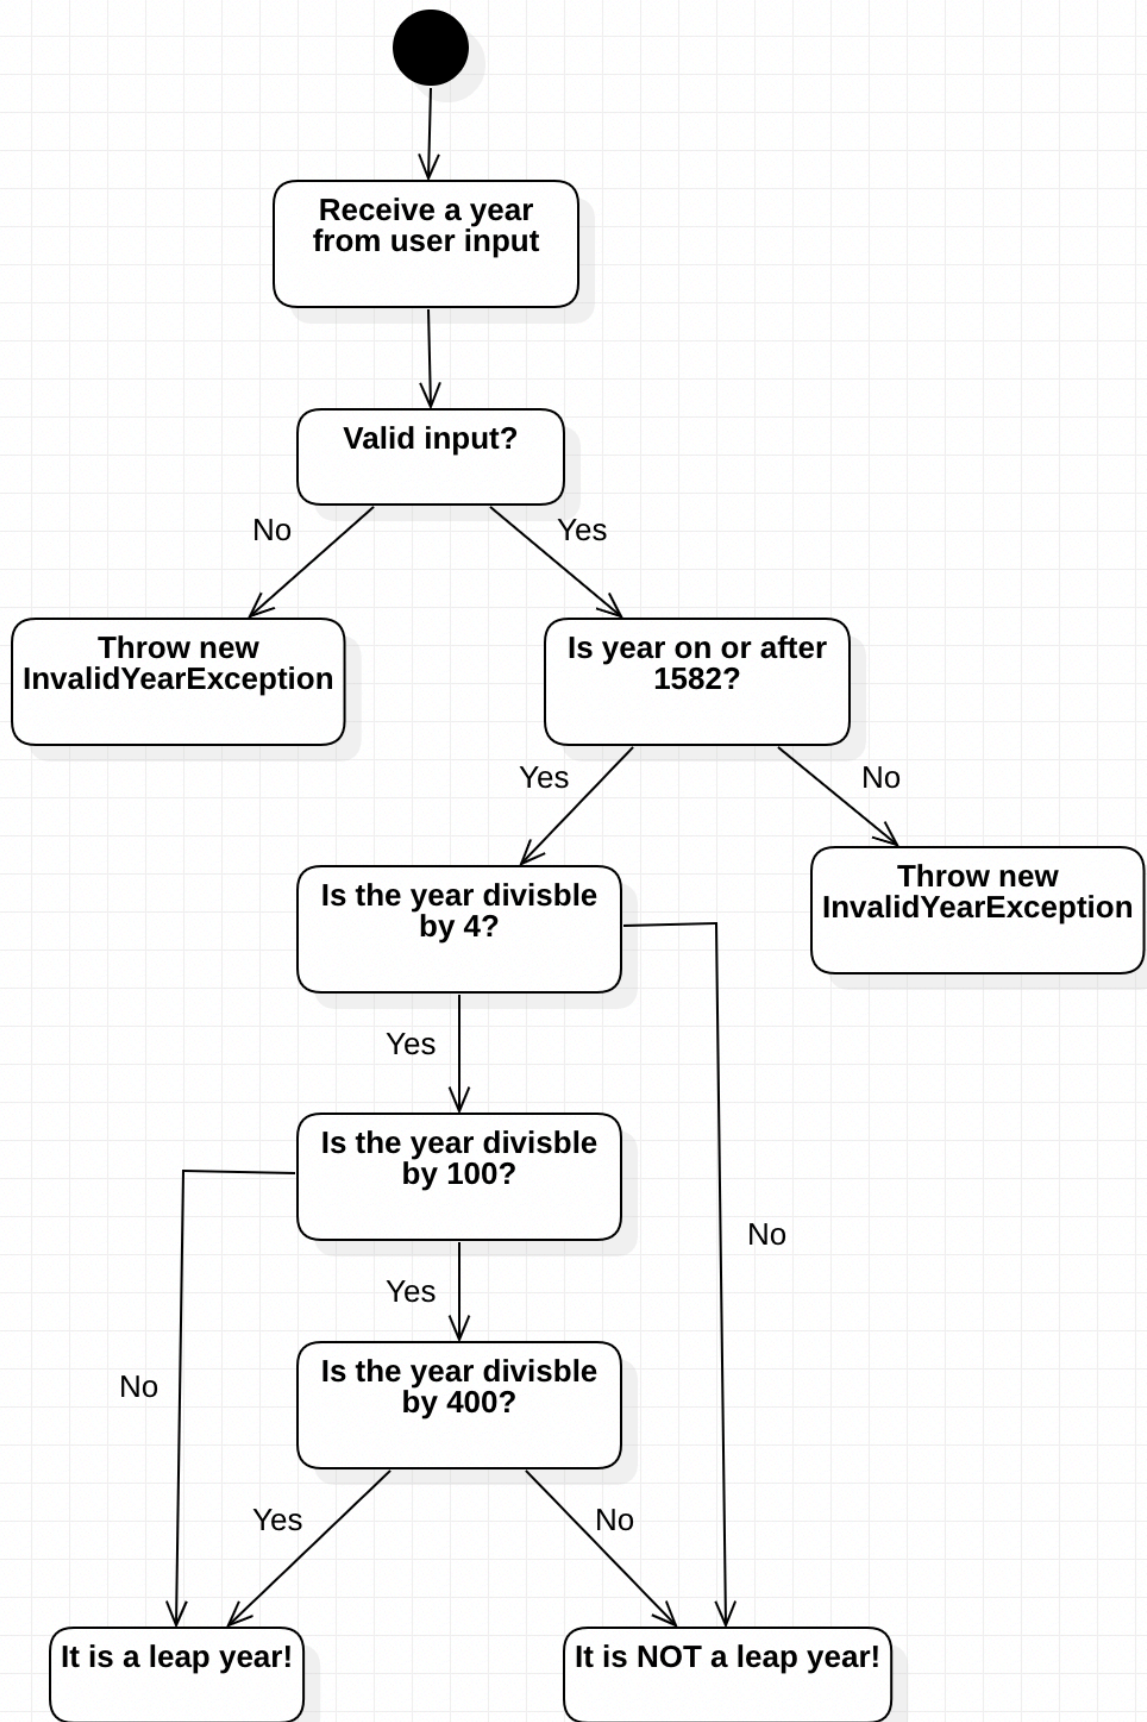 Receive a year
from user input
Valid input?
No
Yes
Throw new
InvalidYearException
Is year on or after
1582?
Yes
No
Is the year divisble
by 4?
Throw new
InvalidYearException
Yes
Is the year divisble
by 100?
No
Yes
Is the year divisble
by 400?
No
Yes
No
It is a leap year!
It is NOT a leap year!